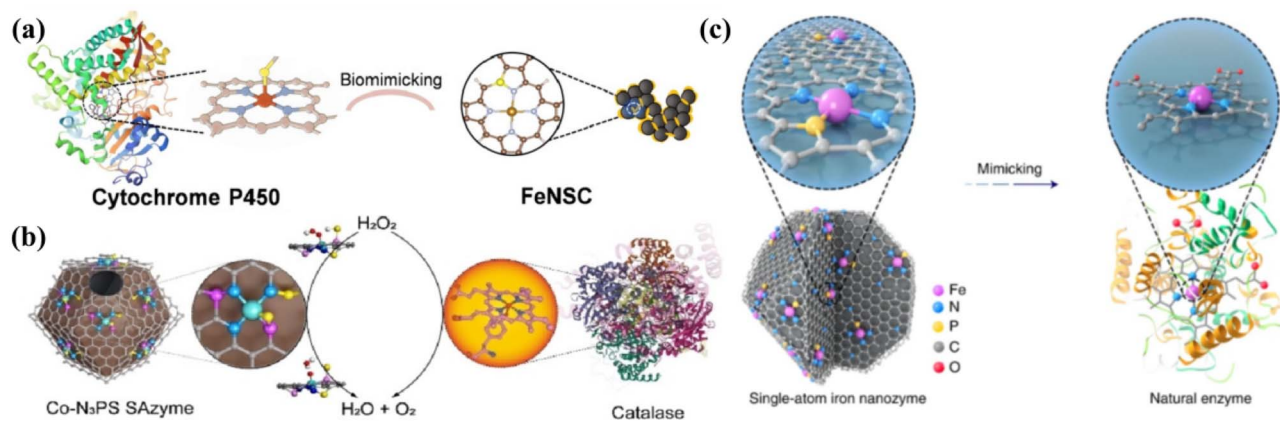 (a)
Biomimicking
Cytochrome P450
FeNSC
(b)
H₂O₂
Co-N₃PS SAzyme
H₂O + O₂
Catalase
(c)
Mimicking
Fe
N
P
C
O
Single-atom iron nanozyme
Natural enzyme